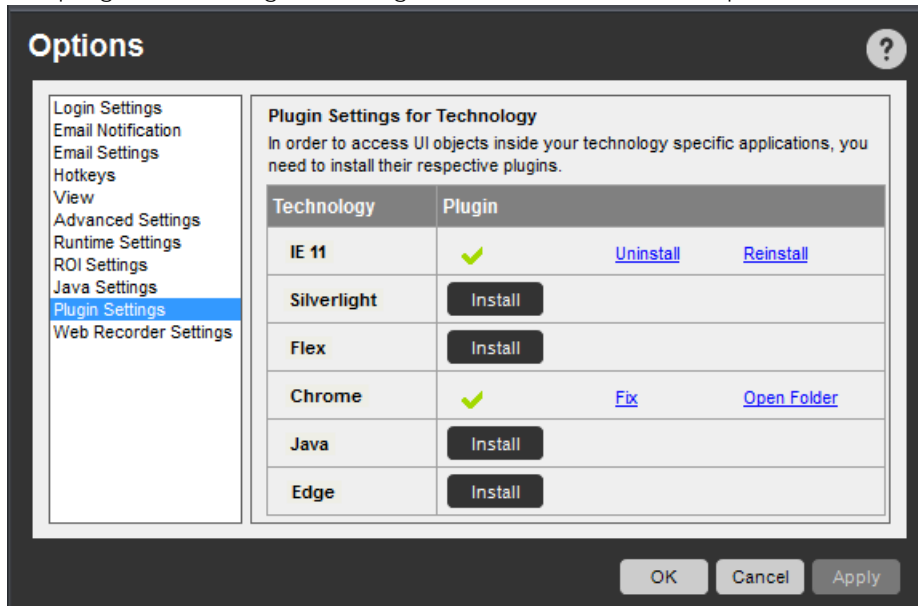 Options
?
Login Settings
Email Notification
Email Settings
Hotkeys
View
Advanced Settings
Runtime Settings
ROI Settings
Java Settings
Plugin Settings
Web Recorder Settings
Plugin Settings for Technology
In order to access UI objects inside your technology specific applications, you
need to install their respective plugins.
Technology Plugin
IE 11 Uninstall Reinstall
Silverlight Install
Flex Install
Chrome Fix Open Folder
Java Install
Edge Install
OK Cancel Apply